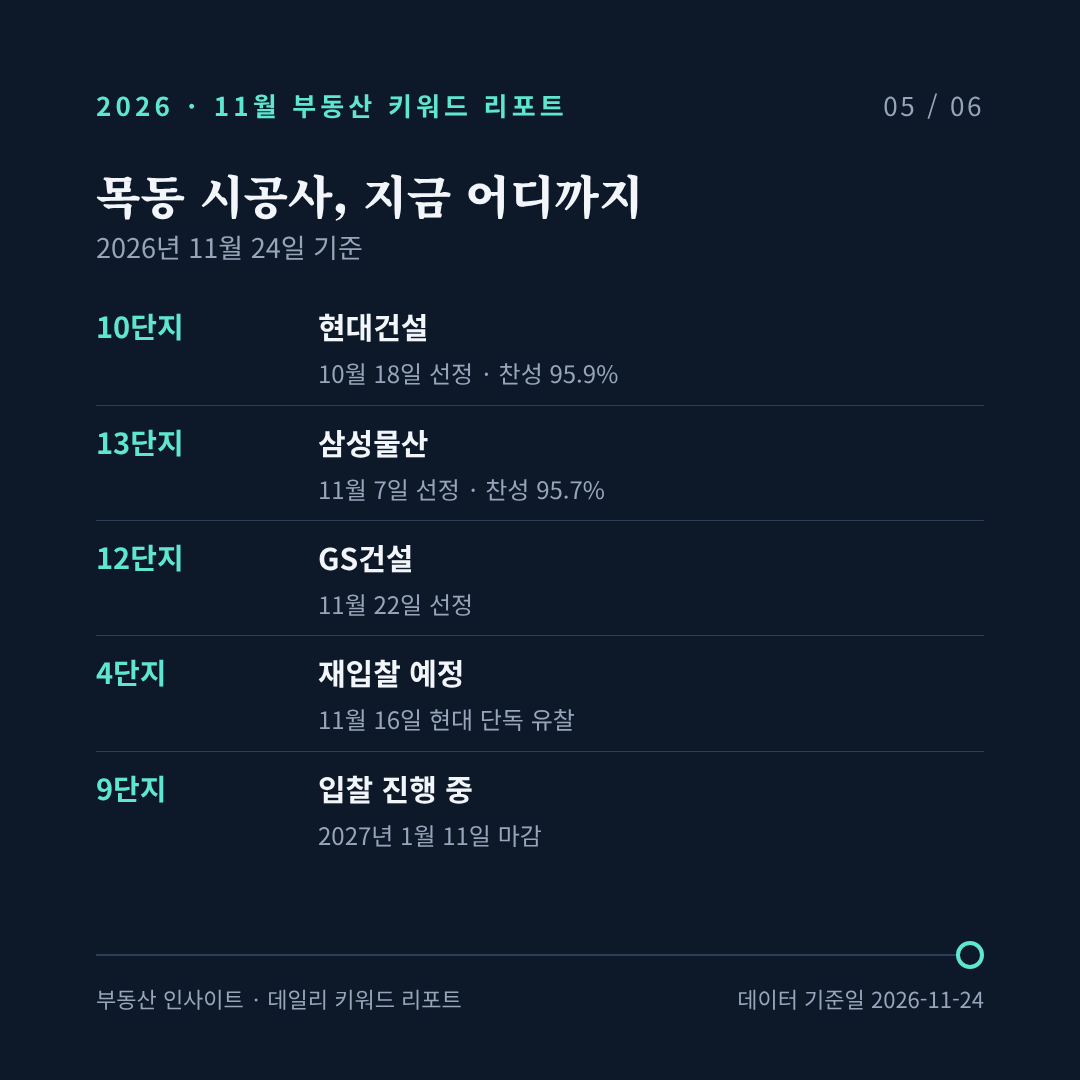 2026 · 11월 부동산 키워드 리포트
05 / 06
목동 시공사, 지금 어디까지
2026년 11월 24일 기준
10단지
현대건설
10월 18일 선정 · 찬성 95.9%
13단지
삼성물산
11월 7일 선정 · 찬성 95.7%
12단지
GS건설
11월 22일 선정
4단지
재입찰 예정
11월 16일 현대 단독 유찰
9단지
입찰 진행 중
2027년 1월 11일 마감
부동산 인사이트 · 데일리 키워드 리포트
데이터 기준일 2026-11-24